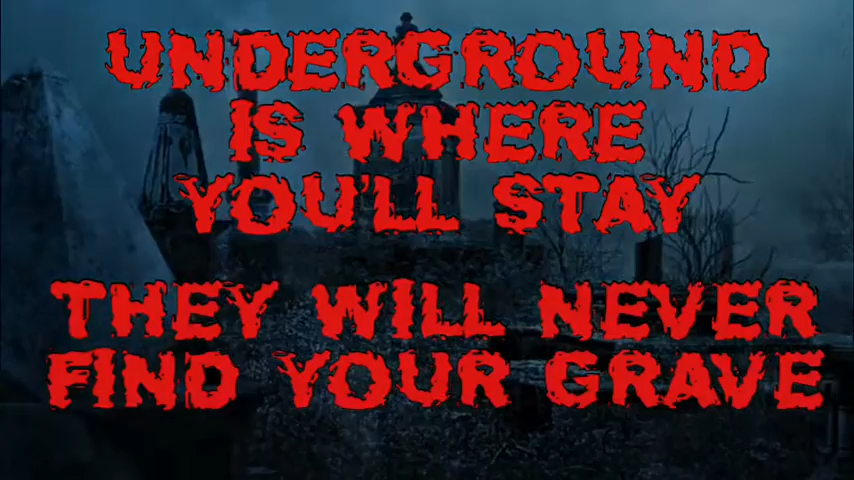 UNDERGROUND
IS WHERE
YOU'LL STAY
THEY WILL NEVER
FIND YOUR GRAVE